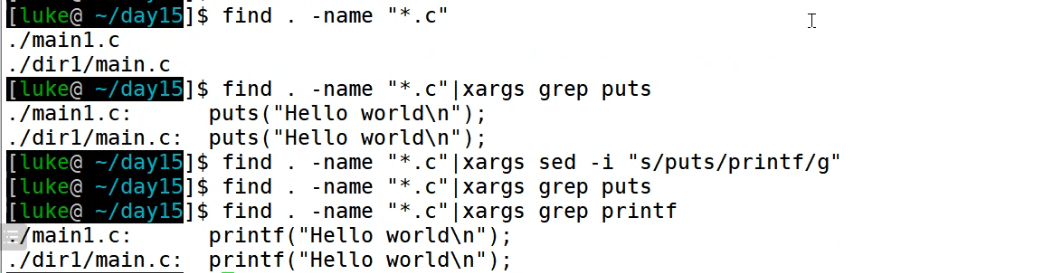 [luke@ ~/day15]$ find . -name "*.c"
./main1.c
./dir1/main.c
[luke@ ~/day15]$ find . -name "*.c"|xargs grep puts
./main1.c:      puts("Hello world\n");
./dir1/main.c:  puts("Hello world\n");
[luke@ ~/day15]$ find . -name "*.c"|xargs sed -i "s/puts/printf/g"
[luke@ ~/day15]$ find . -name "*.c"|xargs grep puts
[luke@ ~/day15]$ find . -name "*.c"|xargs grep printf
./main1.c:      printf("Hello world\n");
./dir1/main.c:  printf("Hello world\n");